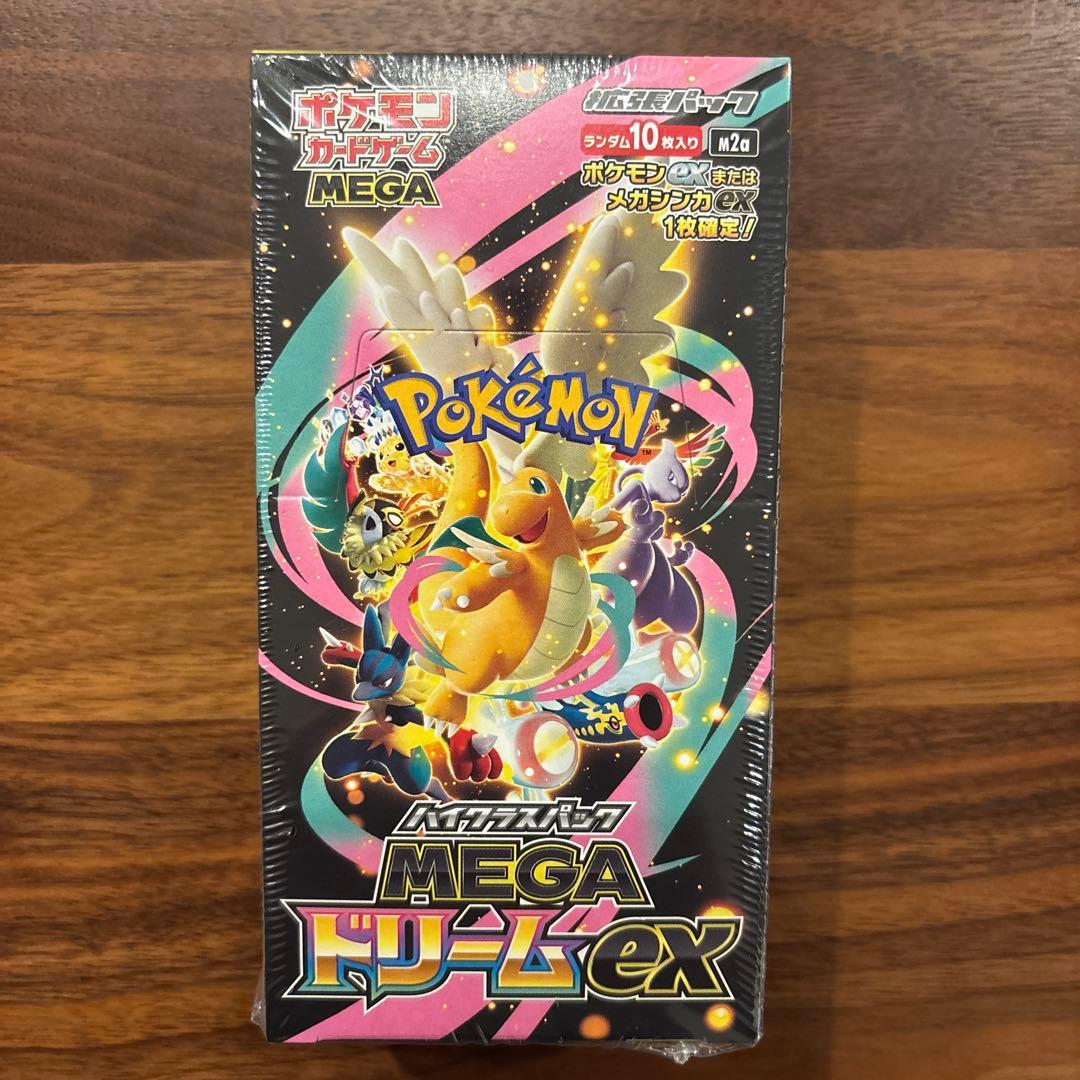 ポケモン
カードゲーム
MEGA
拡張パック
ランダム10枚入り M2a
ポケモンexまたは
メガシンカex
1枚確定!
POKéMON
TM
ハイクラスパック
MEGA
ドリームex